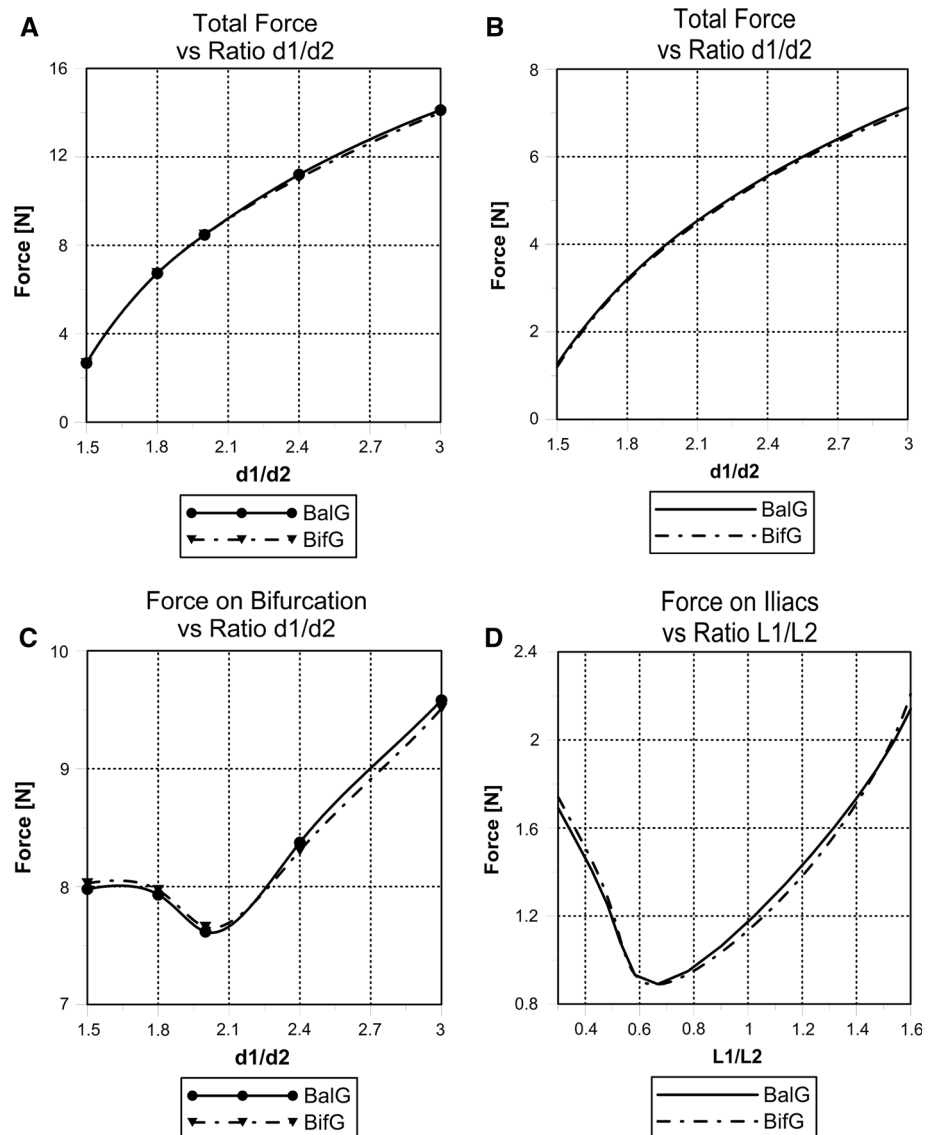 A
Total Force
vs Ratio d1/d2
16
12
8
4
0
Force [N]
1.5 1.8 2.1 2.4 2.7 3
d1/d2
BalG
BifG
B
Total Force
vs Ratio d1/d2
8
6
4
2
0
Force [N]
1.5 1.8 2.1 2.4 2.7 3
d1/d2
BalG
BifG
C
Force on Bifurcation
vs Ratio d1/d2
10
9
8
7
Force [N]
1.5 1.8 2.1 2.4 2.7 3
d1/d2
BalG
BifG
D
Force on Iliacs
vs Ratio L1/L2
2.4
2
1.6
1.2
0.8
Force [N]
0.4 0.6 0.8 1 1.2 1.4 1.6
L1/L2
BalG
BifG